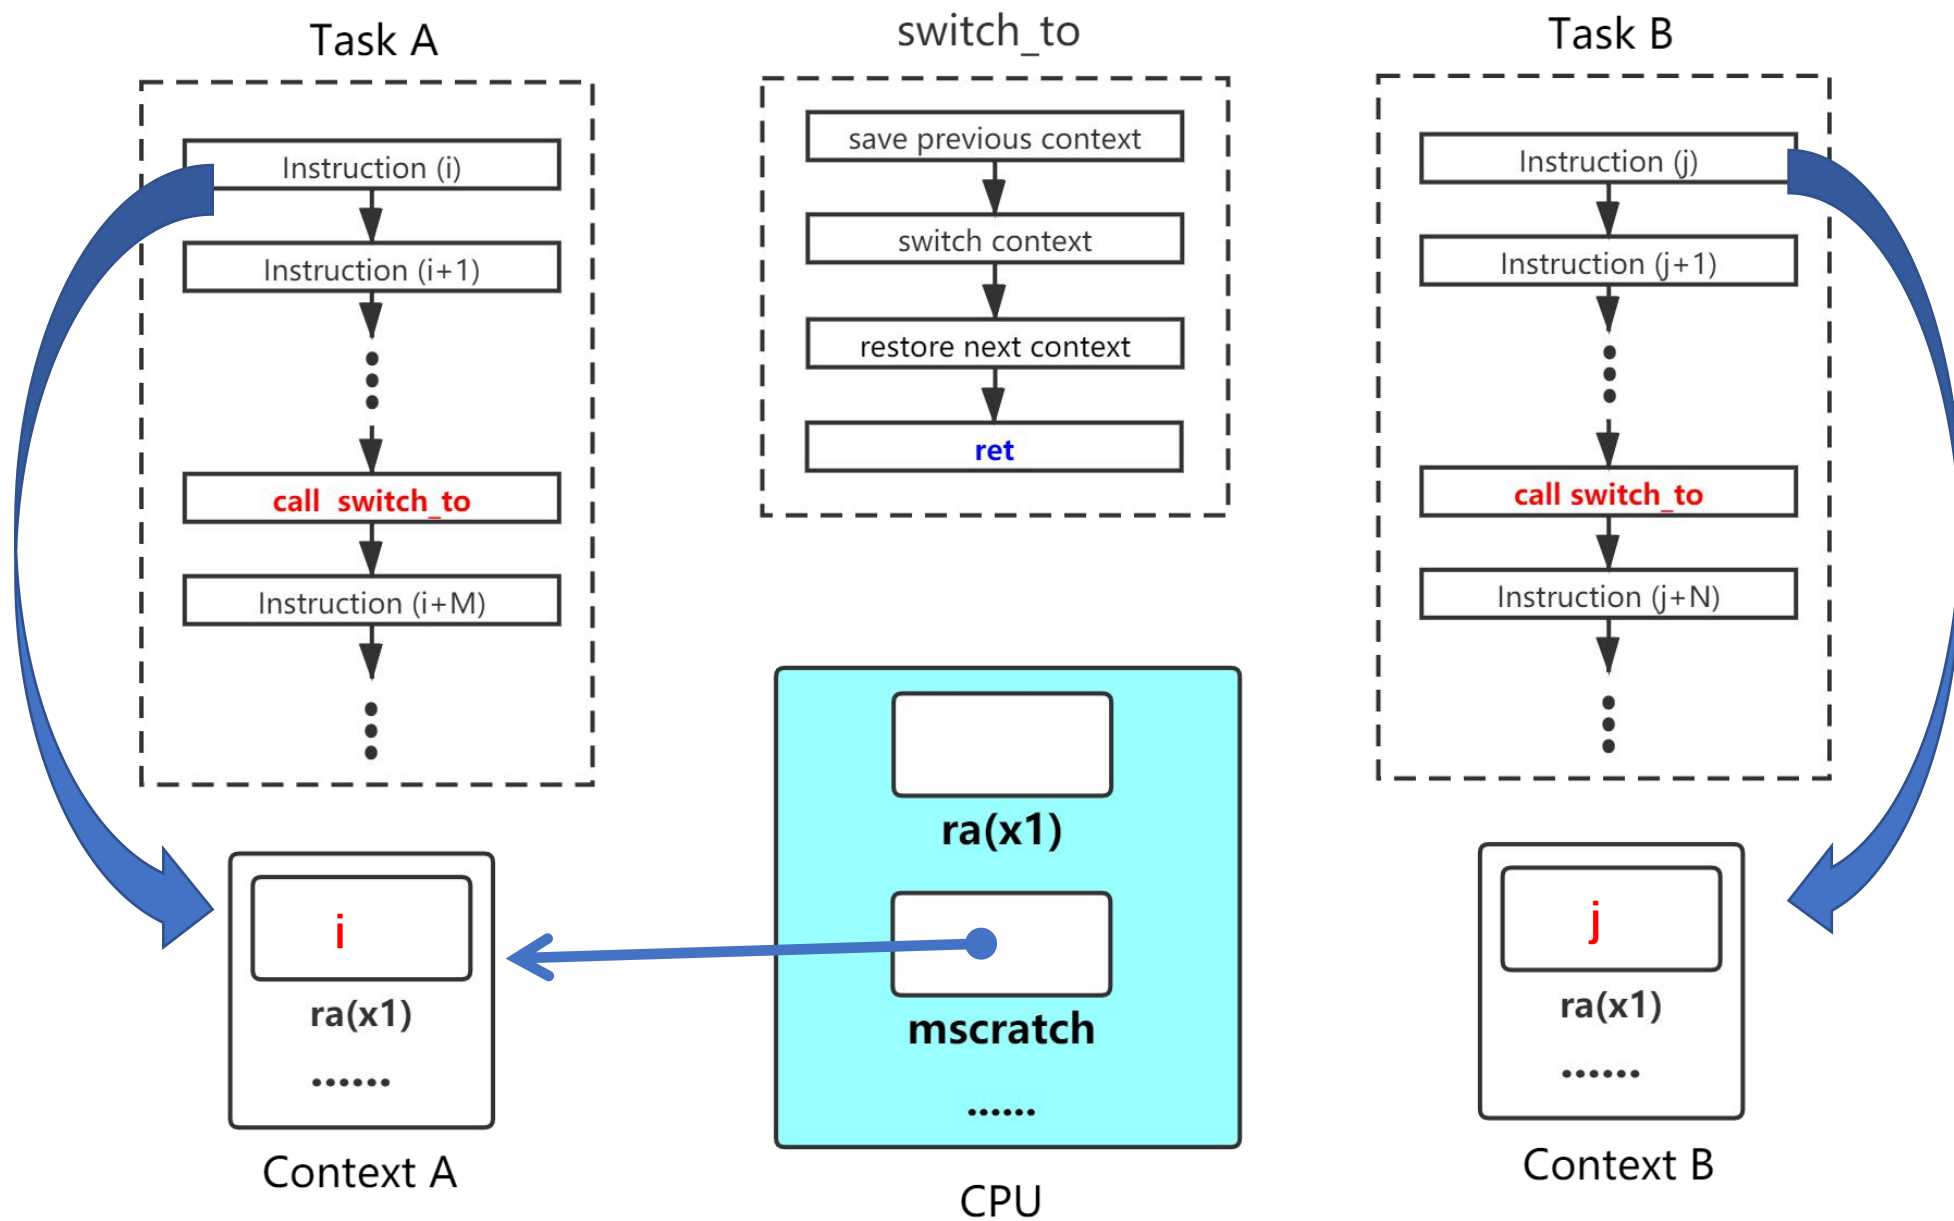 Task A
Instruction (i)
Instruction (i+1)
call switch_to
Instruction (i+M)
switch_to
save previous context
switch context
restore next context
ret
Task B
Instruction (j)
Instruction (j+1)
call switch_to
Instruction (j+N)
i
ra(x1)
......
Context A
ra(x1)
mscratch
......
CPU
j
ra(x1)
......
Context B